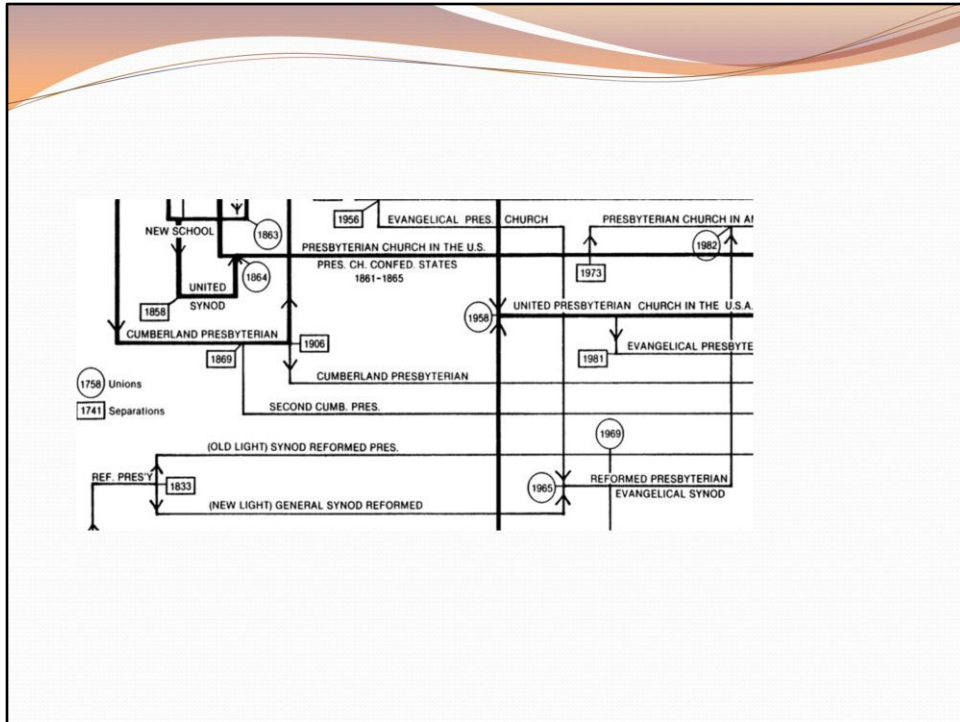 1956
EVANGELICAL PRES. CHURCH
PRESBYTERIAN CHURCH IN
NEW SCHOOL
1863
1982
PRESBYTERIAN CHURCH IN THE U.S.
PRES. CH. CONFED. STATES
1861-1865
1864
1973
UNITED
SYNOD
1858
1958
UNITED PRESBYTERIAN CHURCH IN THE U.S.A.
CUMBERLAND PRESBYTERIAN
1906
1869
1981
EVANGELICAL PRESBYTE
CUMBERLAND PRESBYTERIAN
1758 Unions
1741 Separations
SECOND CUMB. PRES.
1969
(OLD LIGHT) SYNOD REFORMED PRES.
REF. PRES'Y
1833
1965
REFORMED PRESBYTERIAN
EVANGELICAL SYNOD
(NEW LIGHT) GENERAL SYNOD REFORMED